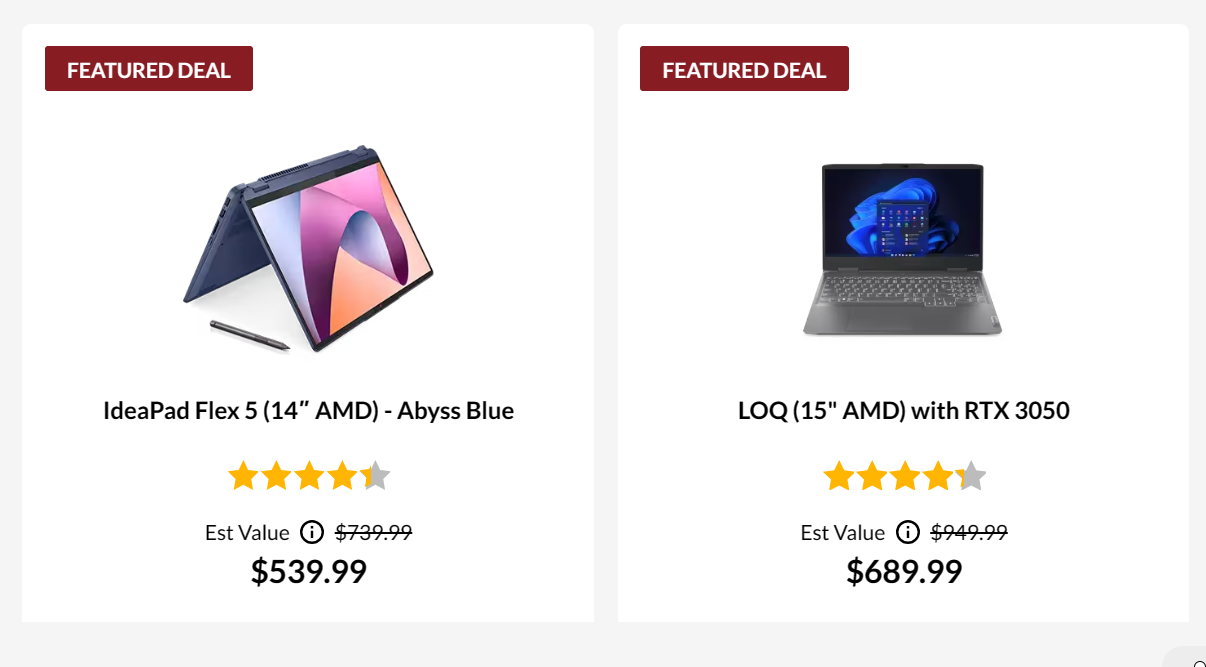 FEATURED DEAL
IdeaPad Flex 5 (14″ AMD) - Abyss Blue
Est Value $739.99
$539.99
FEATURED DEAL
LOQ (15" AMD) with RTX 3050
Est Value $949.99
$689.99